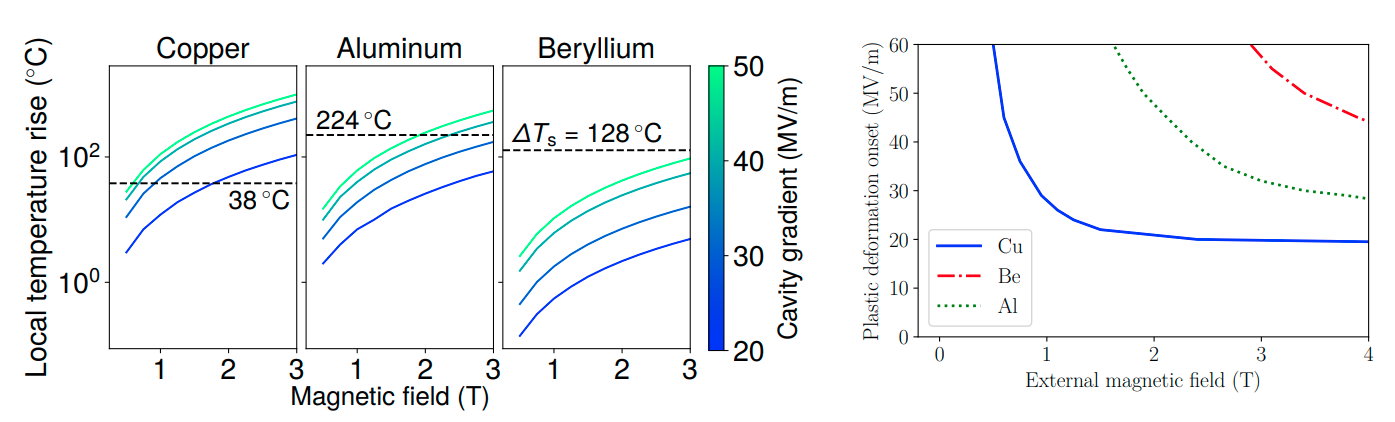 Copper
Aluminum
Beryllium
Local temperature rise (°C)
10²
10⁰
38 °C
224 °C
ΔTₛ = 128 °C
1 2 3
1 2 3
1 2 3
Magnetic field (T)
50
40
30
20
Cavity gradient (MV/m)
Plastic deformation onset (MV/m)
60
50
40
30
20
10
0
Cu
Be
Al
0 1 2 3 4
External magnetic field (T)